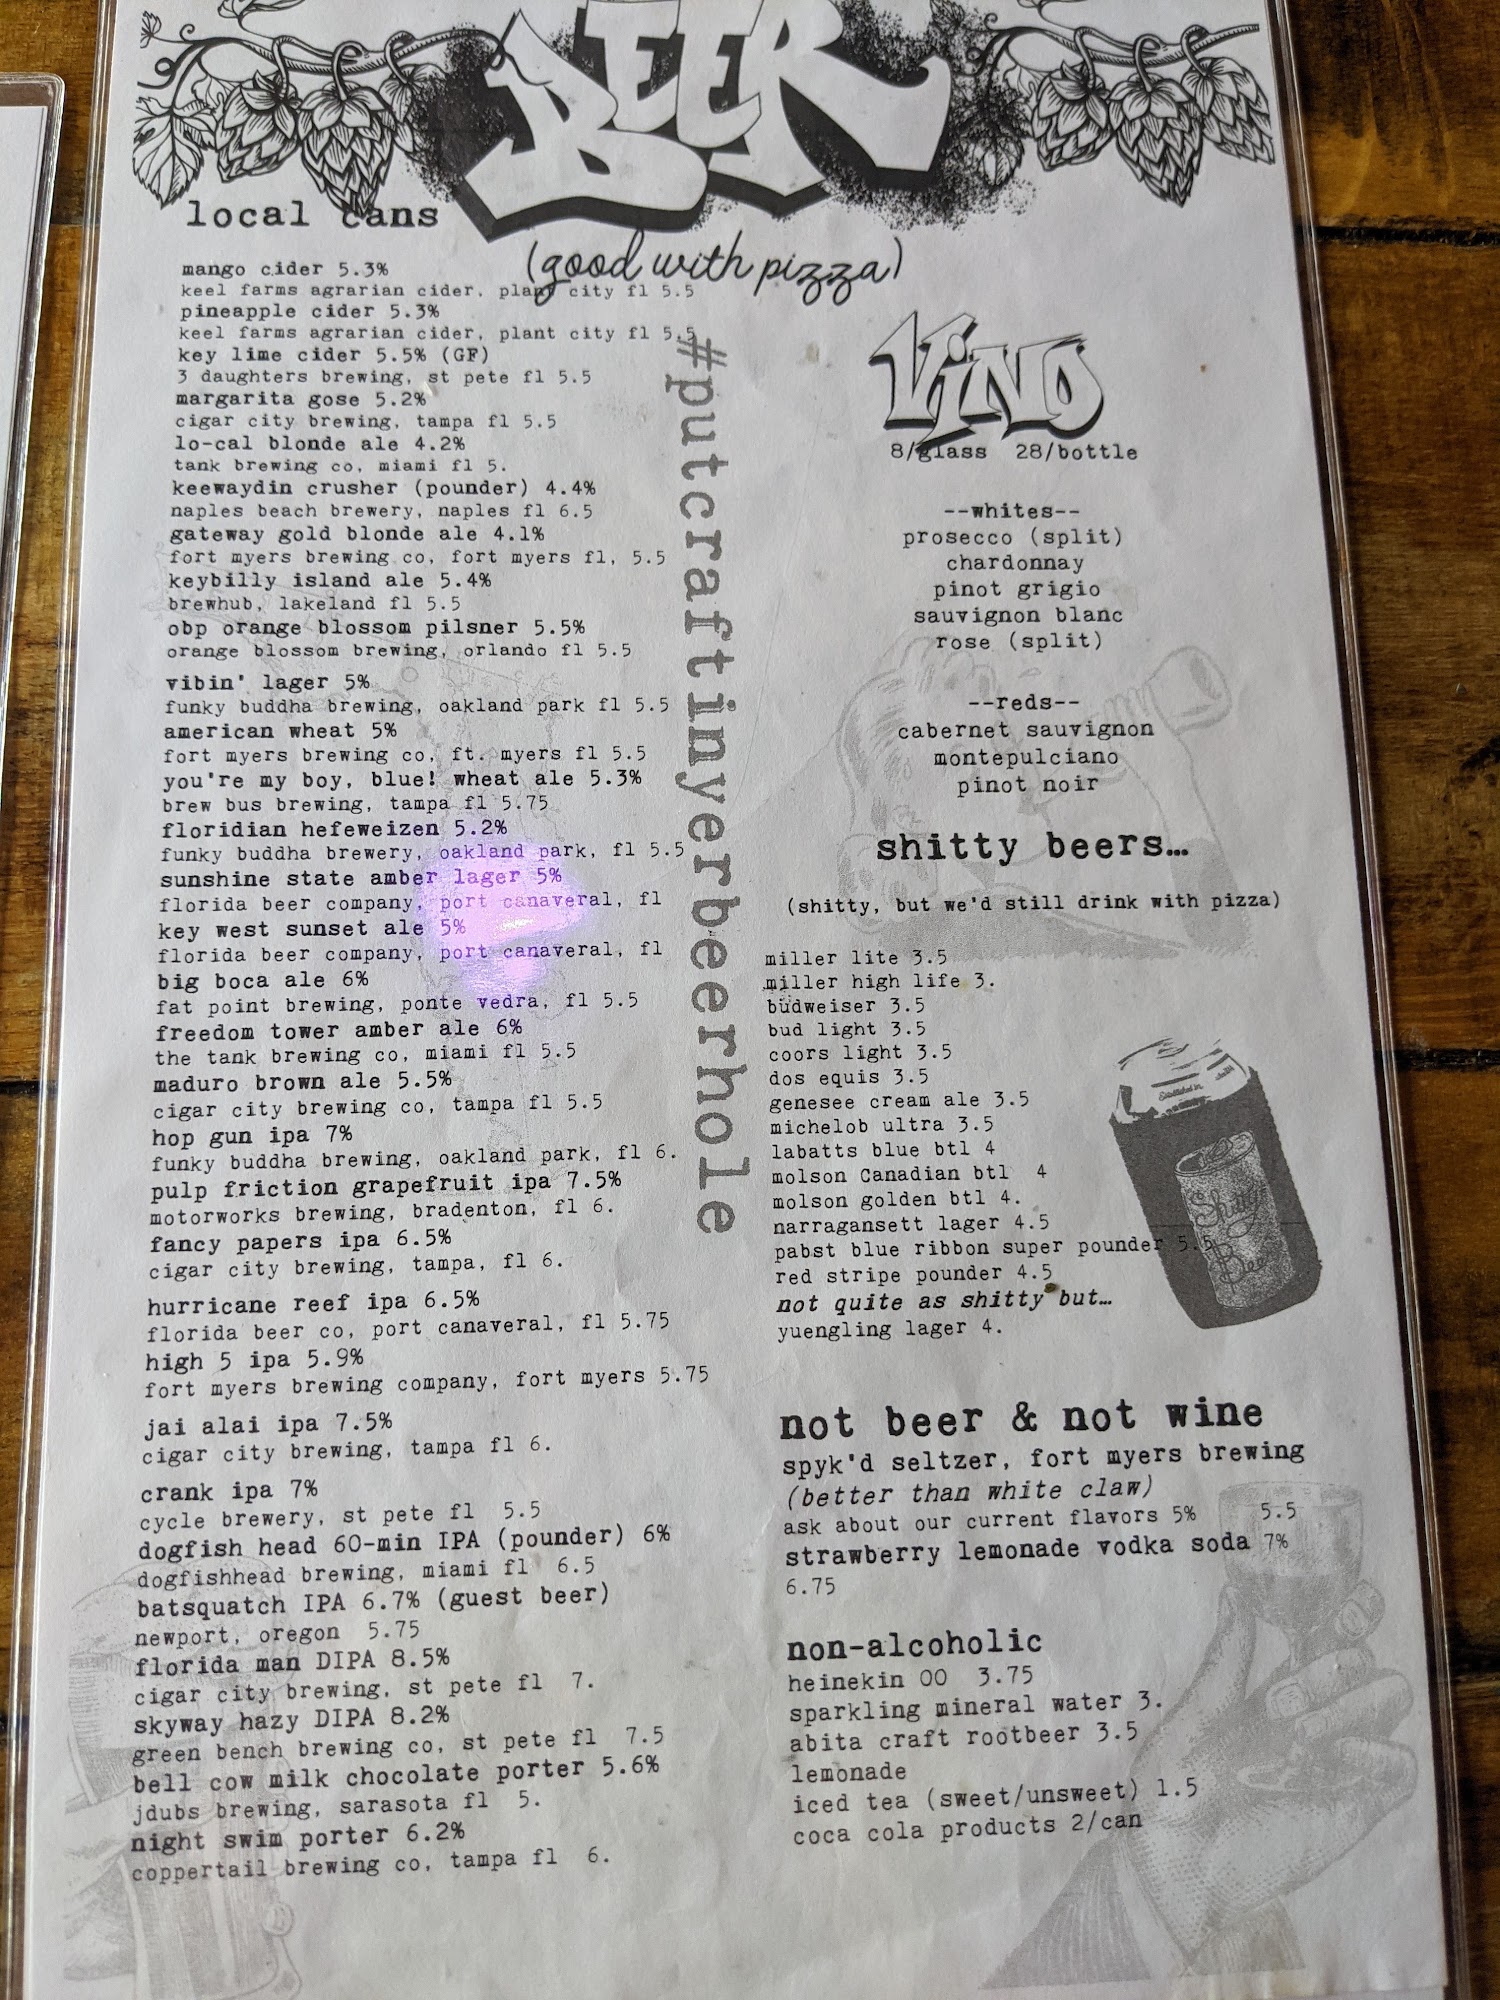 BEER
(good with pizza)
local cans
mango cider 5.3%
keel farms agrarian cider, plant city fl 5.5
pineapple cider 5.3%
keel farms agrarian cider, plant city fl 5.5
key lime cider 5.5% (GF)
3 daughters brewing, st pete fl 5.5
margarita gose 5.2%
cigar city brewing, tampa fl 5.5
lo-cal blonde ale 4.2%
tank brewing co, miami fl 5.
keewaydin crusher (pounder) 4.4%
naples beach brewery, naples fl 6.5
gateway gold blonde ale 4.1%
fort myers brewing co, fort myers fl, 5.5
keybilly island ale 5.4%
brewhub, lakeland fl 5.5
obp orange blossom pilsner 5.5%
orange blossom brewing, orlando fl 5.5
vibin' lager 5%
funky buddha brewing, oakland park fl 5.5
american wheat 5%
fort myers brewing co, ft. myers fl 5.5
you're my boy, blue! wheat ale 5.3%
brew bus brewing, tampa fl 5.75
floridian hefeweizen 5.2%
funky buddha brewery, oakland park, fl 5.5
sunshine state amber lager 5%
florida beer company, port canaveral, fl
key west sunset ale 5%
florida beer company, port canaveral, fl
big boca ale 6%
fat point brewing, ponte vedra, fl 5.5
freedom tower amber ale 6%
the tank brewing co, miami fl 5.5
maduro brown ale 5.5%
cigar city brewing co, tampa fl 5.5
hop gun ipa 7%
funky buddha brewing, oakland park, fl 6.
pulp friction grapefruit ipa 7.5%
motorworks brewing, bradenton, fl 6.
fancy papers ipa 6.5%
cigar city brewing, tampa, fl 6.
hurricane reef ipa 6.5%
florida beer co, port canaveral, fl 5.75
high 5 ipa 5.9%
fort myers brewing company, fort myers 5.75
jai alai ipa 7.5%
cigar city brewing, tampa fl 6.
crank ipa 7%
cycle brewery, st pete fl 5.5
dogfish head 60-min IPA (pounder) 6%
dogfishhead brewing, miami fl 6.5
batsquatch IPA 6.7% (guest beer)
newport, oregon 5.75
florida man DIPA 8.5%
cigar city brewing, st pete fl 7.
skyway hazy DIPA 8.2%
green bench brewing co, st pete fl 7.5
bell cow milk chocolate porter 5.6%
jdubs brewing, sarasota fl 5.
night swim porter 6.2%
coppertail brewing co, tampa fl 6.
#putcraftinyerbeerhole
VINO
8/glass 28/bottle
--whites--
prosecco (split)
chardonnay
pinot grigio
sauvignon blanc
rose (split)
--reds--
cabernet sauvignon
montepulciano
pinot noir
shitty beers…
(shitty, but we'd still drink with pizza)
miller lite 3.5
miller high life 3.
budweiser 3.5
bud light 3.5
coors light 3.5
dos equis 3.5
genesee cream ale 3.5
michelob ultra 3.5
labatts blue btl 4
molson Canadian btl 4
molson golden btl 4.
narragansett lager 4.5
pabst blue ribbon super pounder 5.5
red stripe pounder 4.5
not quite as shitty but…
yuengling lager 4.
Shitty
Beer
not beer & not wine
spyk'd seltzer, fort myers brewing
(better than white claw)
ask about our current flavors 5% 5.5
strawberry lemonade vodka soda 7%
6.75
non-alcoholic
heinekin 00 3.75
sparkling mineral water 3.
abita craft rootbeer 3.5
lemonade
iced tea (sweet/unsweet) 1.5
coca cola products 2/can